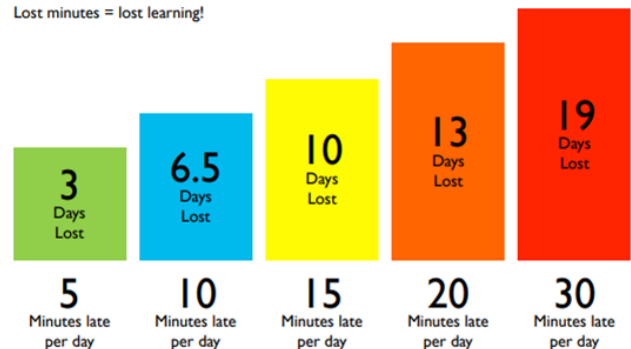 Lost minutes = lost learning!
3
Days
Lost
6.5
Days
Lost
10
Days
Lost
13
Days
Lost
19
Days
Lost
5
Minutes late
per day
10
Minutes late
per day
15
Minutes late
per day
20
Minutes late
per day
30
Minutes late
per day